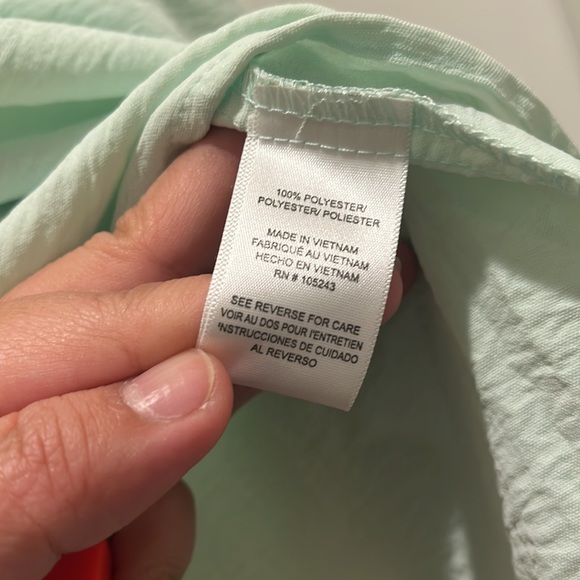 100% POLYESTER/
POLYESTER/ POLIESTER
MADE IN VIETNAM
FABRIQUÉ AU VIETNAM
HECHO EN VIETNAM
RN # 105243
SEE REVERSE FOR CARE
VOIR AU DOS POUR L'ENTRETIEN
INSTRUCCIONES DE CUIDADO
AL REVERSO